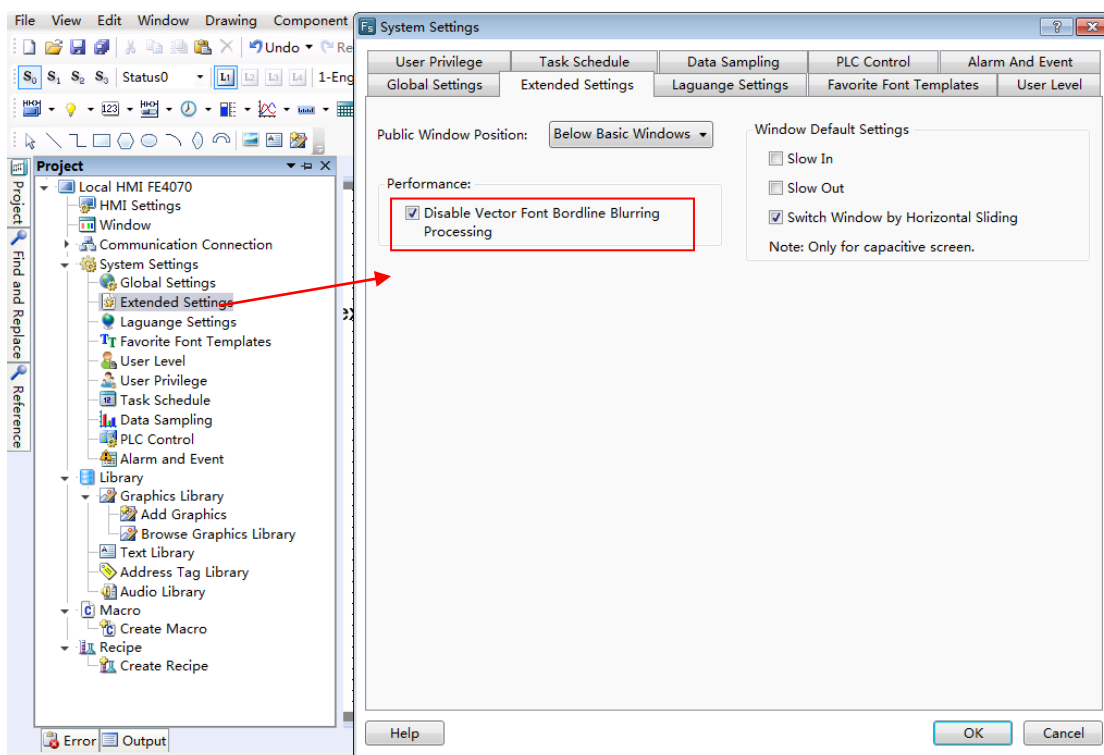 File View Edit Window Drawing Component
Undo Re
S0 S1 S2 S3 Status0 L1 L2 L3 L4 1-Eng
123
Project
Project
Find and Replace
Reference
Local HMI FE4070
HMI Settings
Window
Communication Connection
System Settings
Global Settings
Extended Settings
Laguange Settings
Favorite Font Templates
User Level
User Privilege
Task Schedule
Data Sampling
PLC Control
Alarm and Event
Library
Graphics Library
Add Graphics
Browse Graphics Library
Text Library
Address Tag Library
Audio Library
Macro
Create Macro
Recipe
Create Recipe
Error Output
Fs System Settings
User Privilege Task Schedule Data Sampling PLC Control Alarm And Event
Global Settings Extended Settings Laguange Settings Favorite Font Templates User Level
Public Window Position: Below Basic Windows
Performance:
Disable Vector Font Bordline Blurring
Processing
Window Default Settings
Slow In
Slow Out
Switch Window by Horizontal Sliding
Note: Only for capacitive screen.
Help OK Cancel